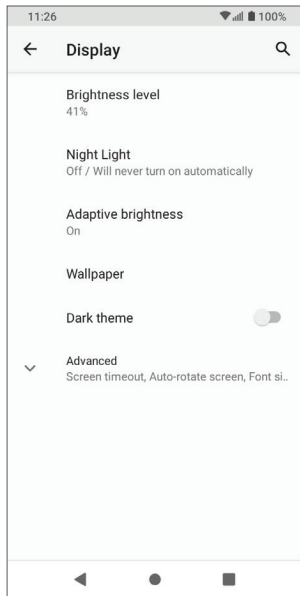 11:26
100%
Display
Brightness level
41%
Night Light
Off / Will never turn on automatically
Adaptive brightness
On
Wallpaper
Dark theme
Advanced
Screen timeout, Auto-rotate screen, Font si..